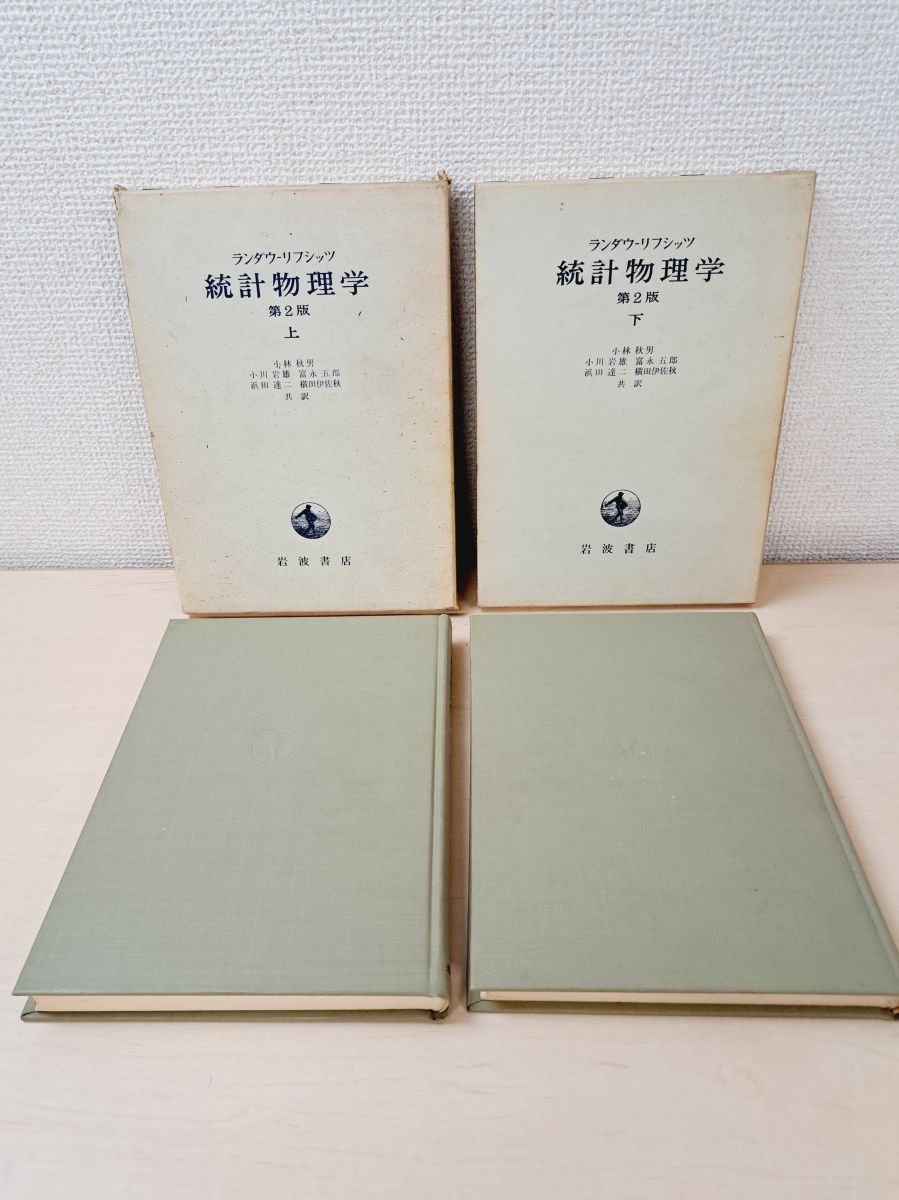 ランダウ-リフシッツ
統計物理学
第2版
上
小林 秋男
小川 岩雄 富永 五郎
浜田 達二 横田伊佐秋
共訳
岩波書店
ランダウ-リフシッツ
統計物理学
第2版
下
小林 秋男
小川 岩雄 富永 五郎
浜田 達二 横田伊佐秋
共訳
岩波書店